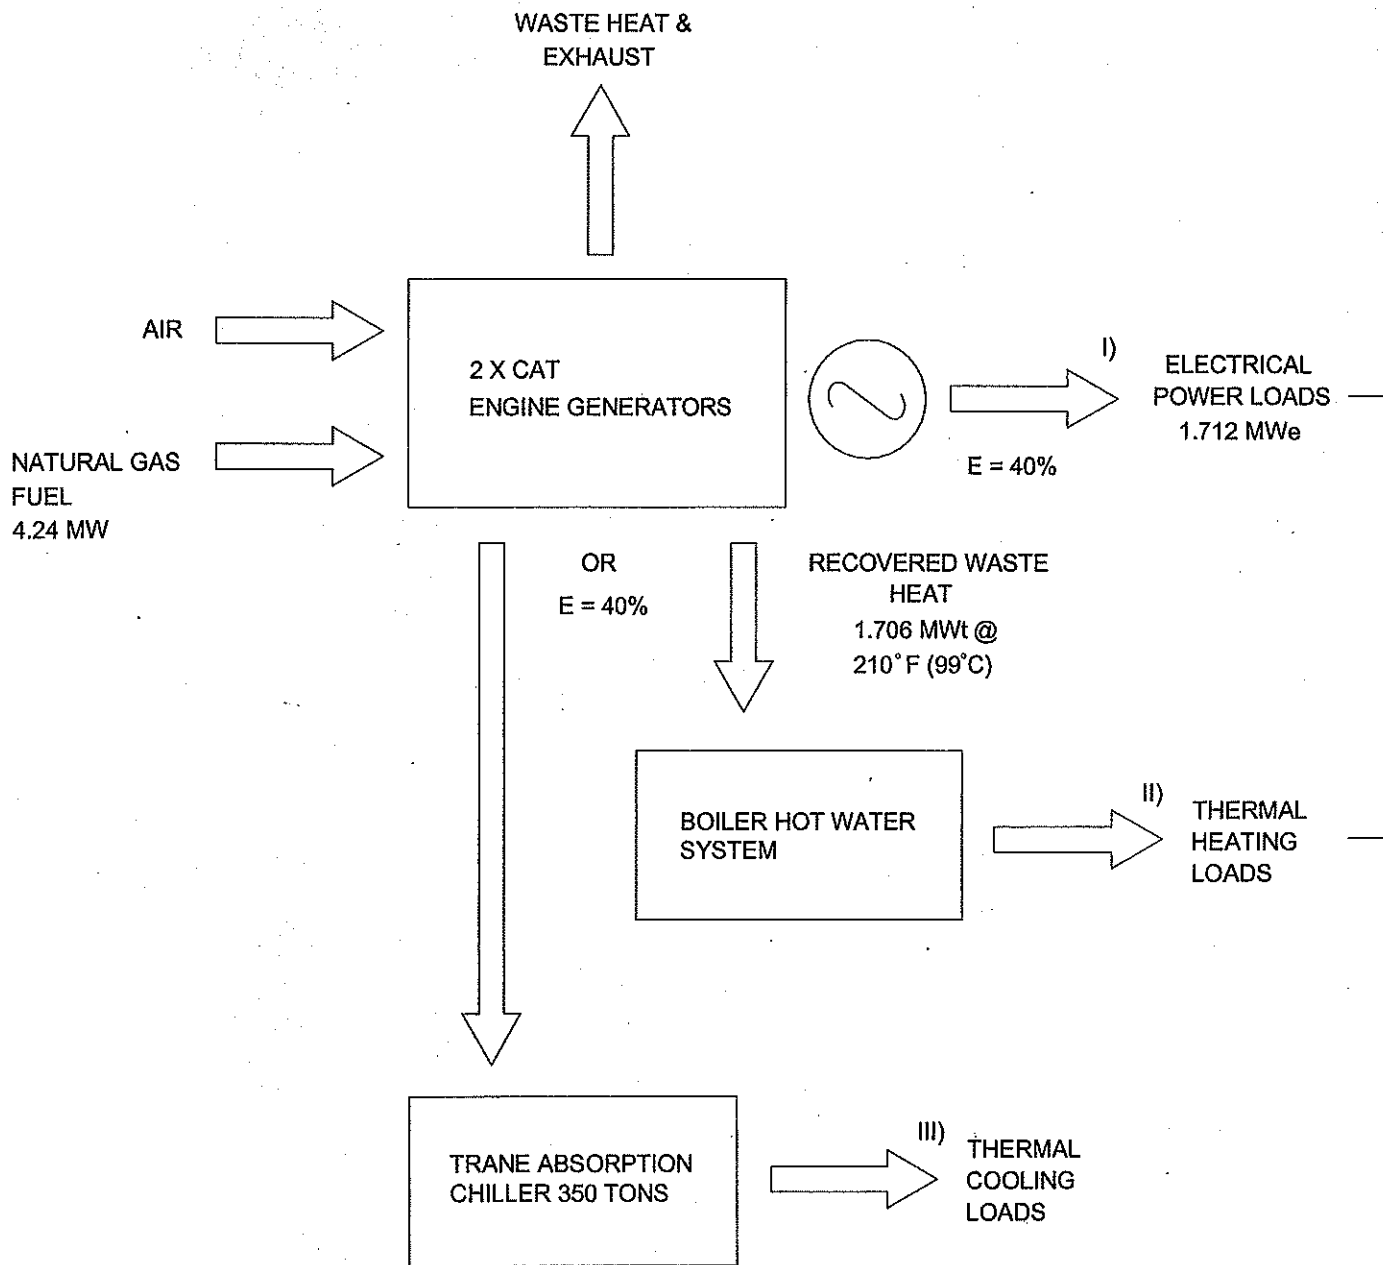 WASTE HEAT &
EXHAUST
AIR
NATURAL GAS
FUEL
4.24 MW
2 X CAT
ENGINE GENERATORS
I)
ELECTRICAL
POWER LOADS
1.712 MWe
E = 40%
OR
E = 40%
RECOVERED WASTE
HEAT
1.706 MWt @
210°F (99°C)
BOILER HOT WATER
SYSTEM
II)
THERMAL
HEATING
LOADS
TRANE ABSORPTION
CHILLER 350 TONS
III)
THERMAL
COOLING
LOADS